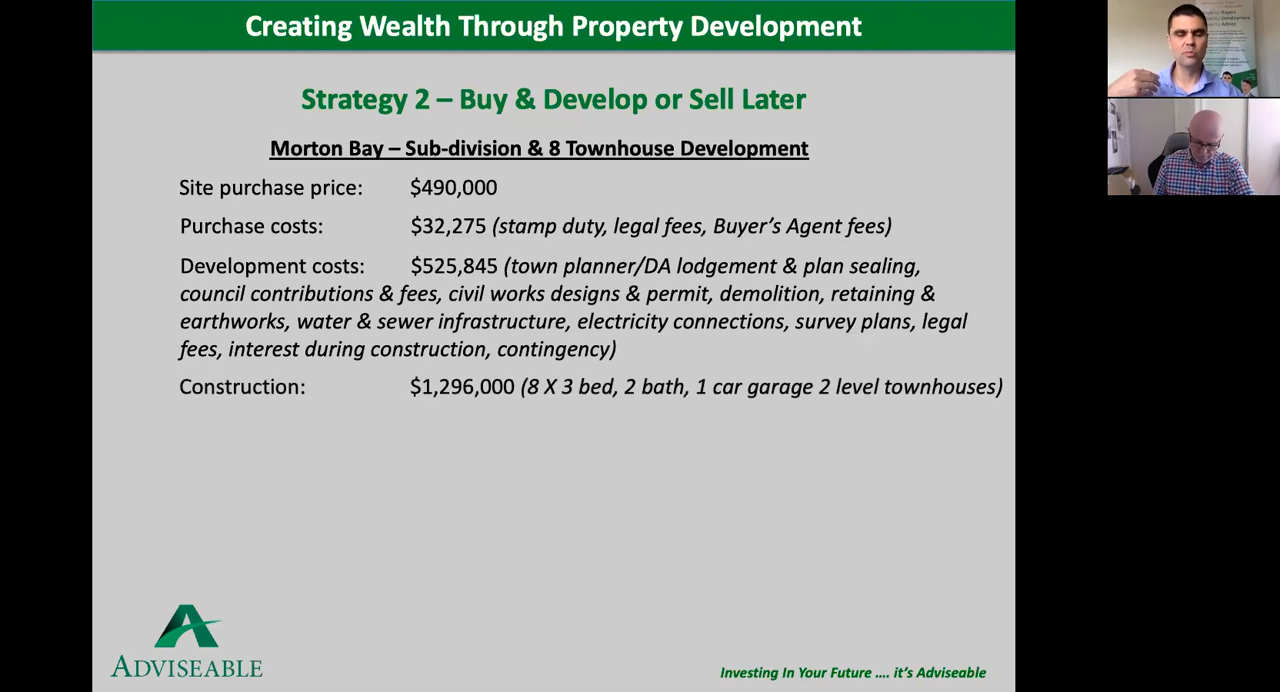 Creating Wealth Through Property Development
Strategy 2 – Buy & Develop or Sell Later
Morton Bay – Sub-division & 8 Townhouse Development
Site purchase price: $490,000
Purchase costs: $32,275 (stamp duty, legal fees, Buyer's Agent fees)
Development costs: $525,845 (town planner/DA lodgement & plan sealing,
council contributions & fees, civil works designs & permit, demolition, retaining &
earthworks, water & sewer infrastructure, electricity connections, survey plans, legal
fees, interest during construction, contingency)
Construction: $1,296,000 (8 X 3 bed, 2 bath, 1 car garage 2 level townhouses)
ADVISEABLE
Investing In Your Future .... it's Adviseable